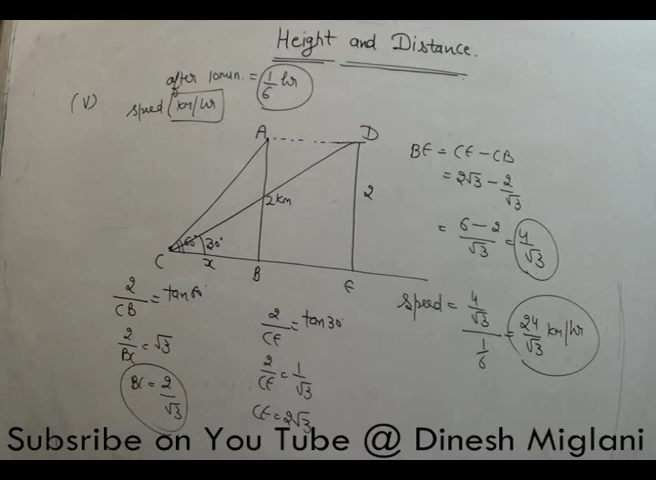 Height and Distance.
after 10min. = 1/6 hr
(V) speed km/hr
A D
BE = CE - CB
= 2√3 - 2/√3
= 6-2/√3 = 4/√3
2km
2
60° 30°
C x B E
2/CB = tan60°
2/BC = √3
BC = 2/√3
2/CE = tan30°
2/CE = 1/√3
CE = 2√3
Speed = 4/√3 / 1/6 = 24/√3 km/hr
Subsribe on You Tube @ Dinesh Miglani